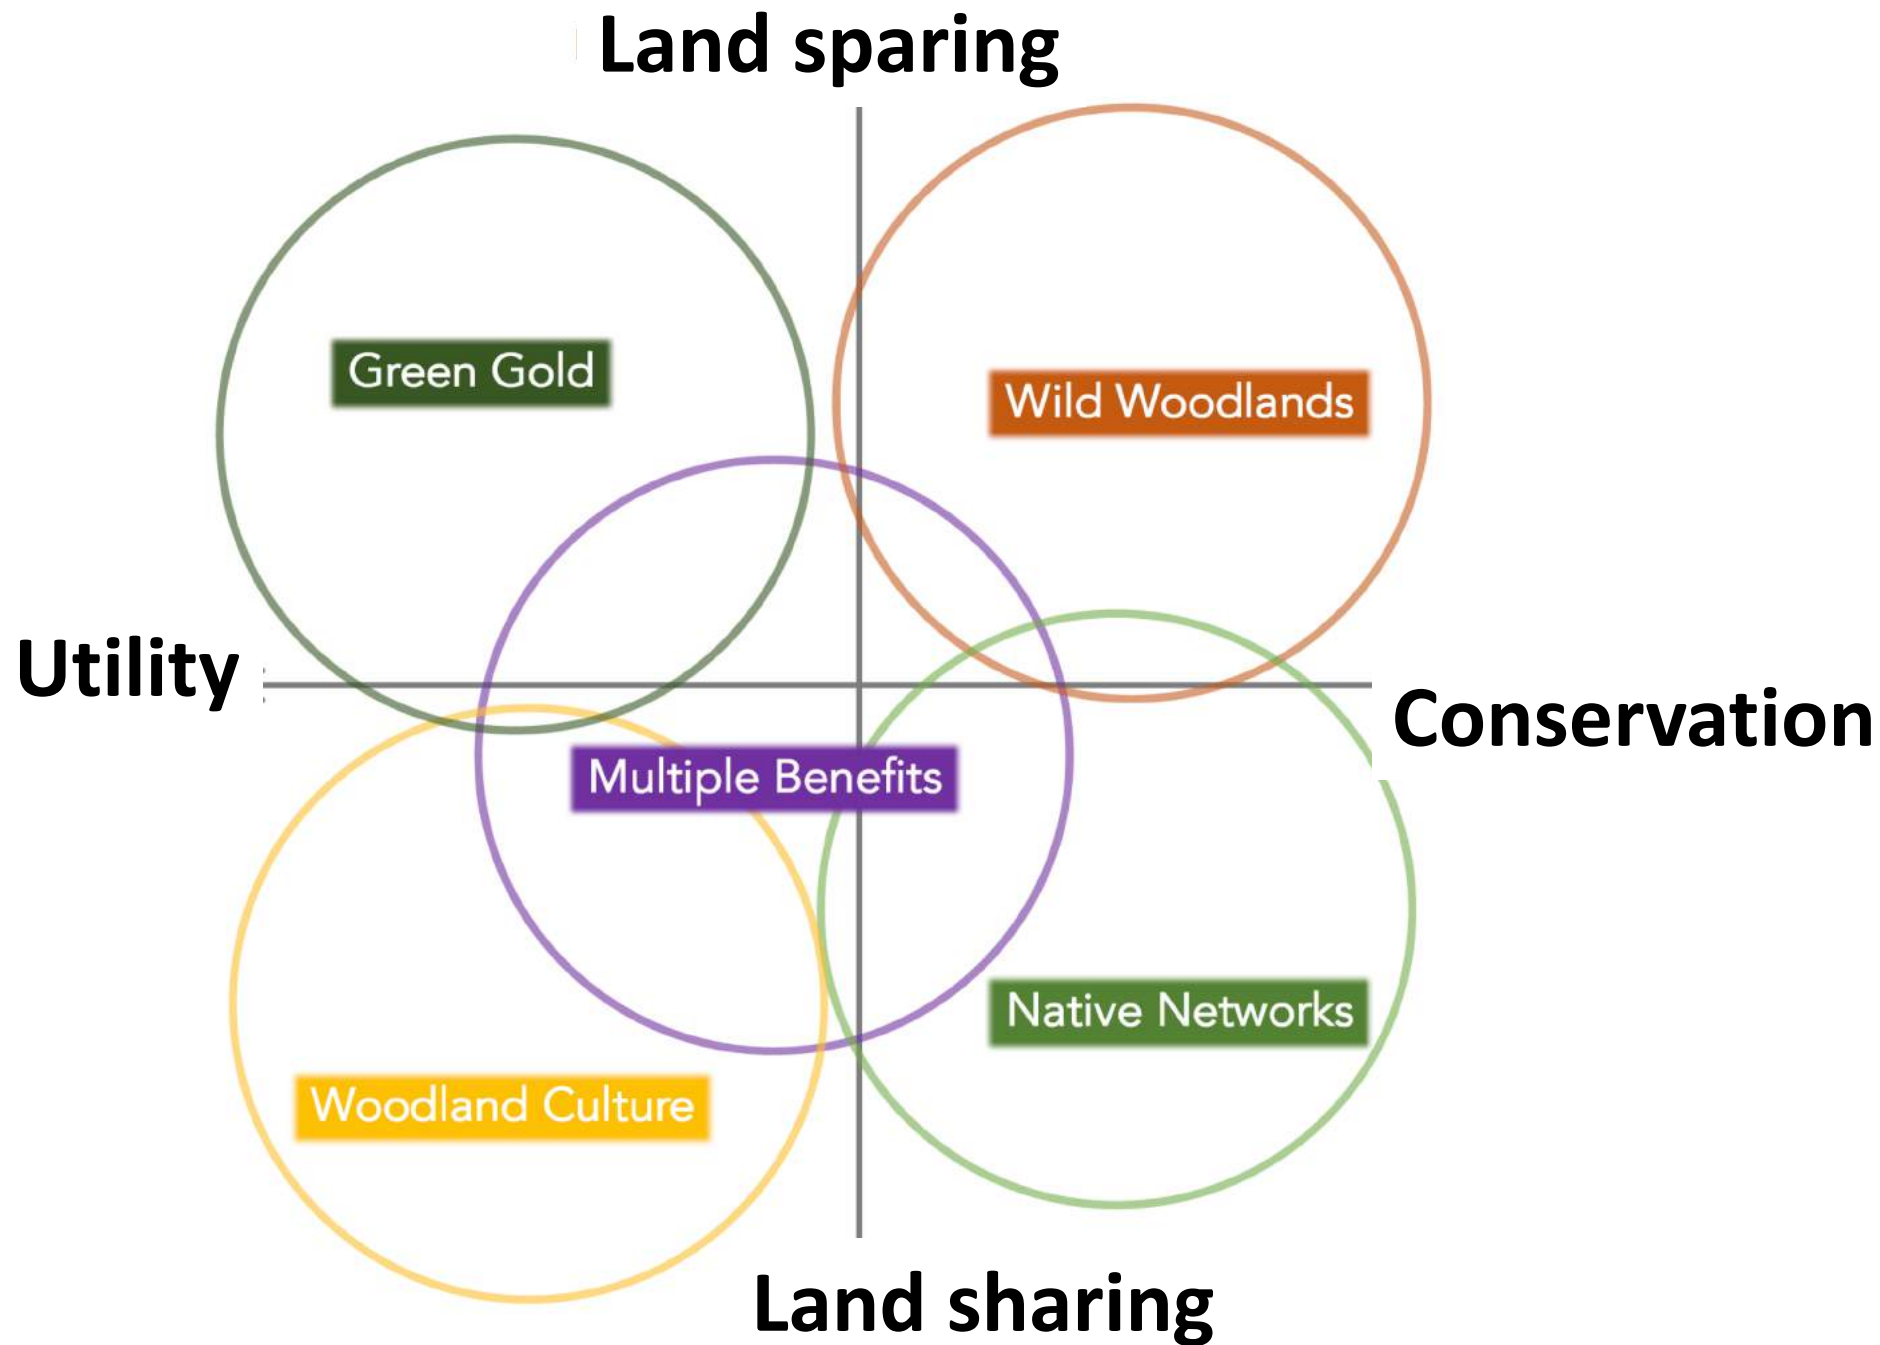 Land sparing
Green Gold
Wild Woodlands
Utility
Conservation
Multiple Benefits
Native Networks
Woodland Culture
Land sharing